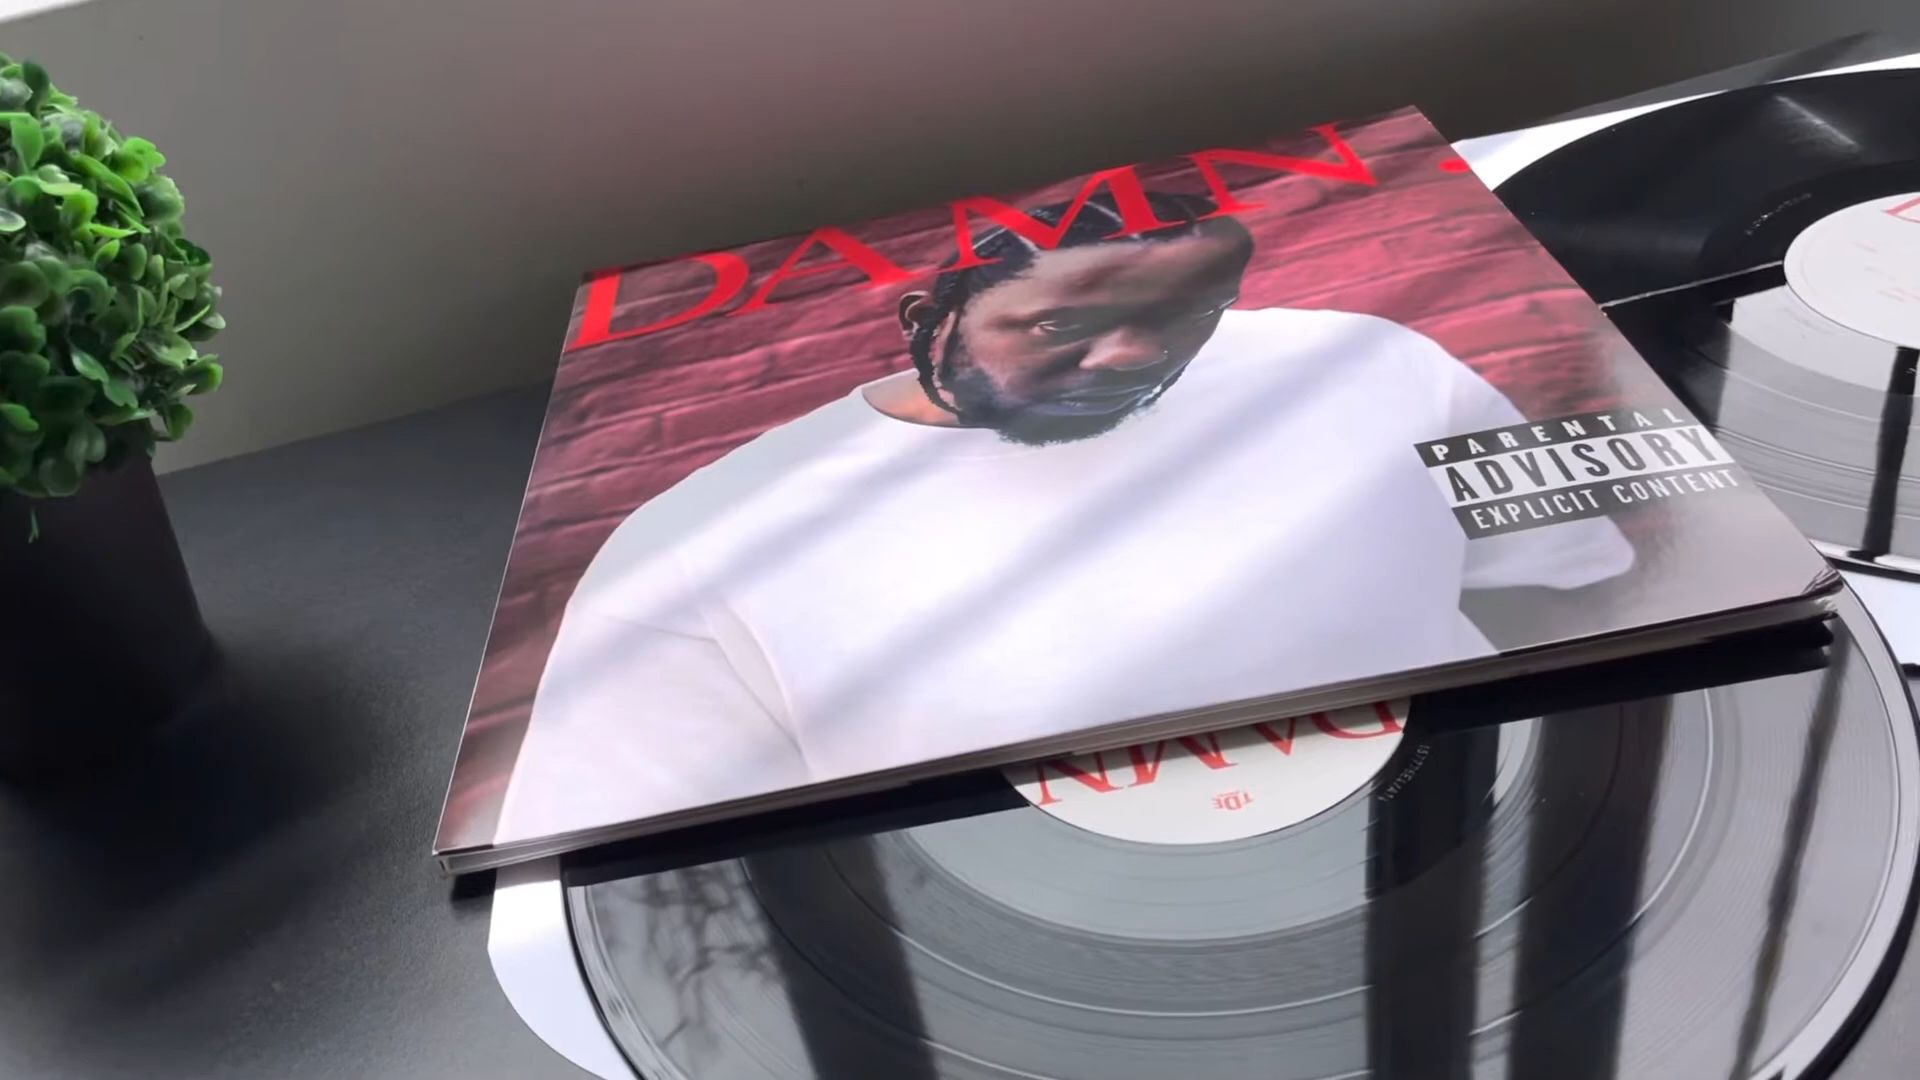 DAMN.
PARENTAL
ADVISORY
EXPLICIT CONTENT
DAMN
TDE